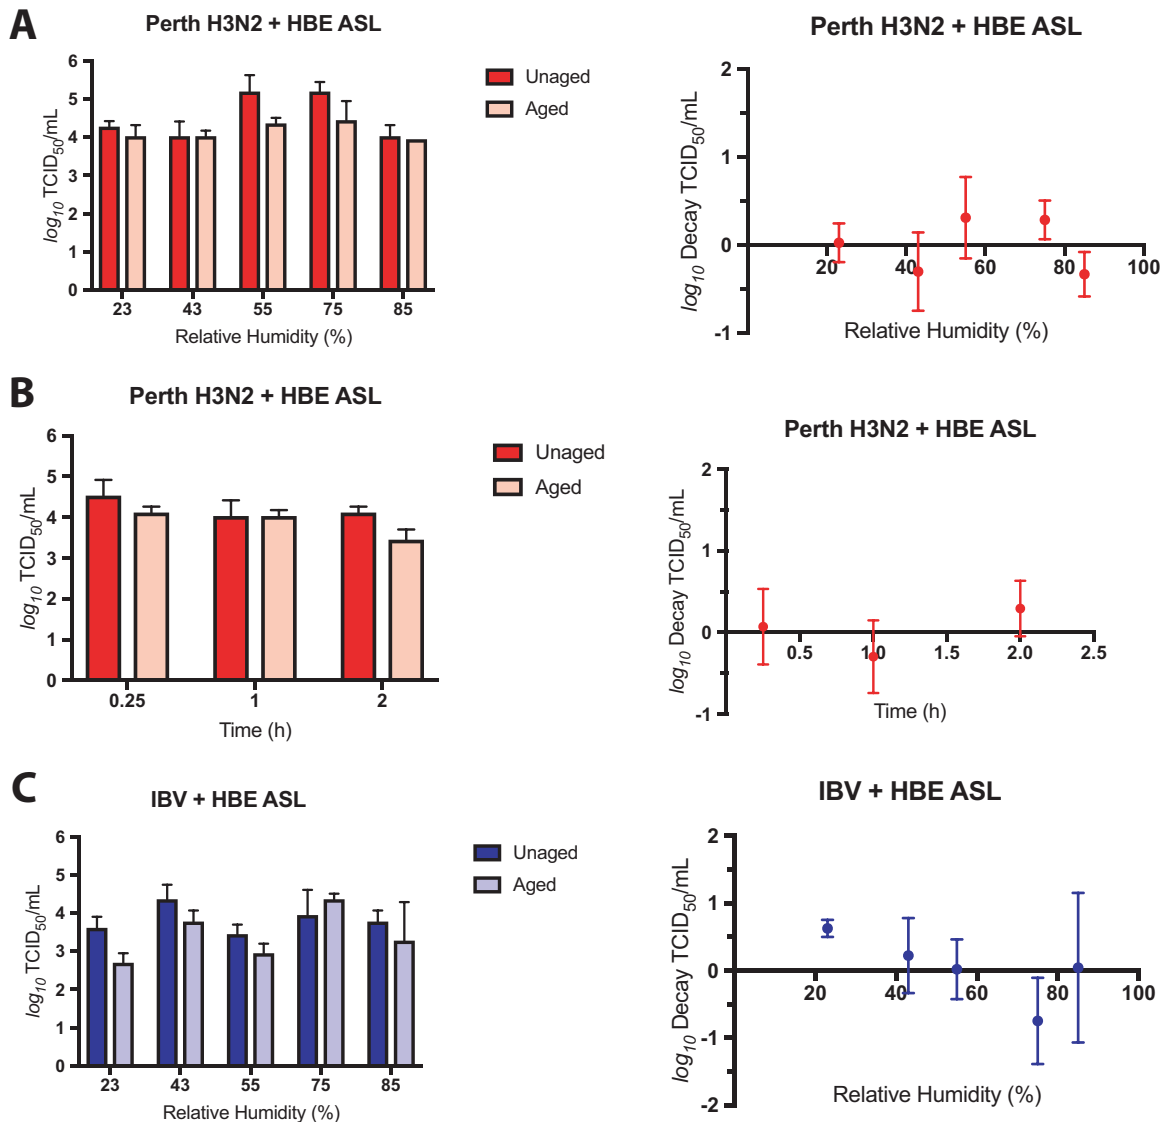 A
Perth H3N2 + HBE ASL
log10 TCID50/mL
6
5
4
3
2
1
0
23 43 55 75 85
Relative Humidity (%)
Unaged
Aged
Perth H3N2 + HBE ASL
log10 Decay TCID50/mL
2
1
0
-1
20 40 60 80 100
Relative Humidity (%)
B
Perth H3N2 + HBE ASL
log10 TCID50/mL
6
5
4
3
2
1
0
0.25 1 2
Time (h)
Unaged
Aged
Perth H3N2 + HBE ASL
log10 Decay TCID50/mL
2
1
0
-1
0.5 1.0 1.5 2.0 2.5
Time (h)
C
IBV + HBE ASL
log10 TCID50/mL
6
5
4
3
2
1
0
23 43 55 75 85
Relative Humidity (%)
Unaged
Aged
IBV + HBE ASL
log10 Decay TCID50/mL
2
1
0
-1
-2
20 40 60 80 100
Relative Humidity (%)